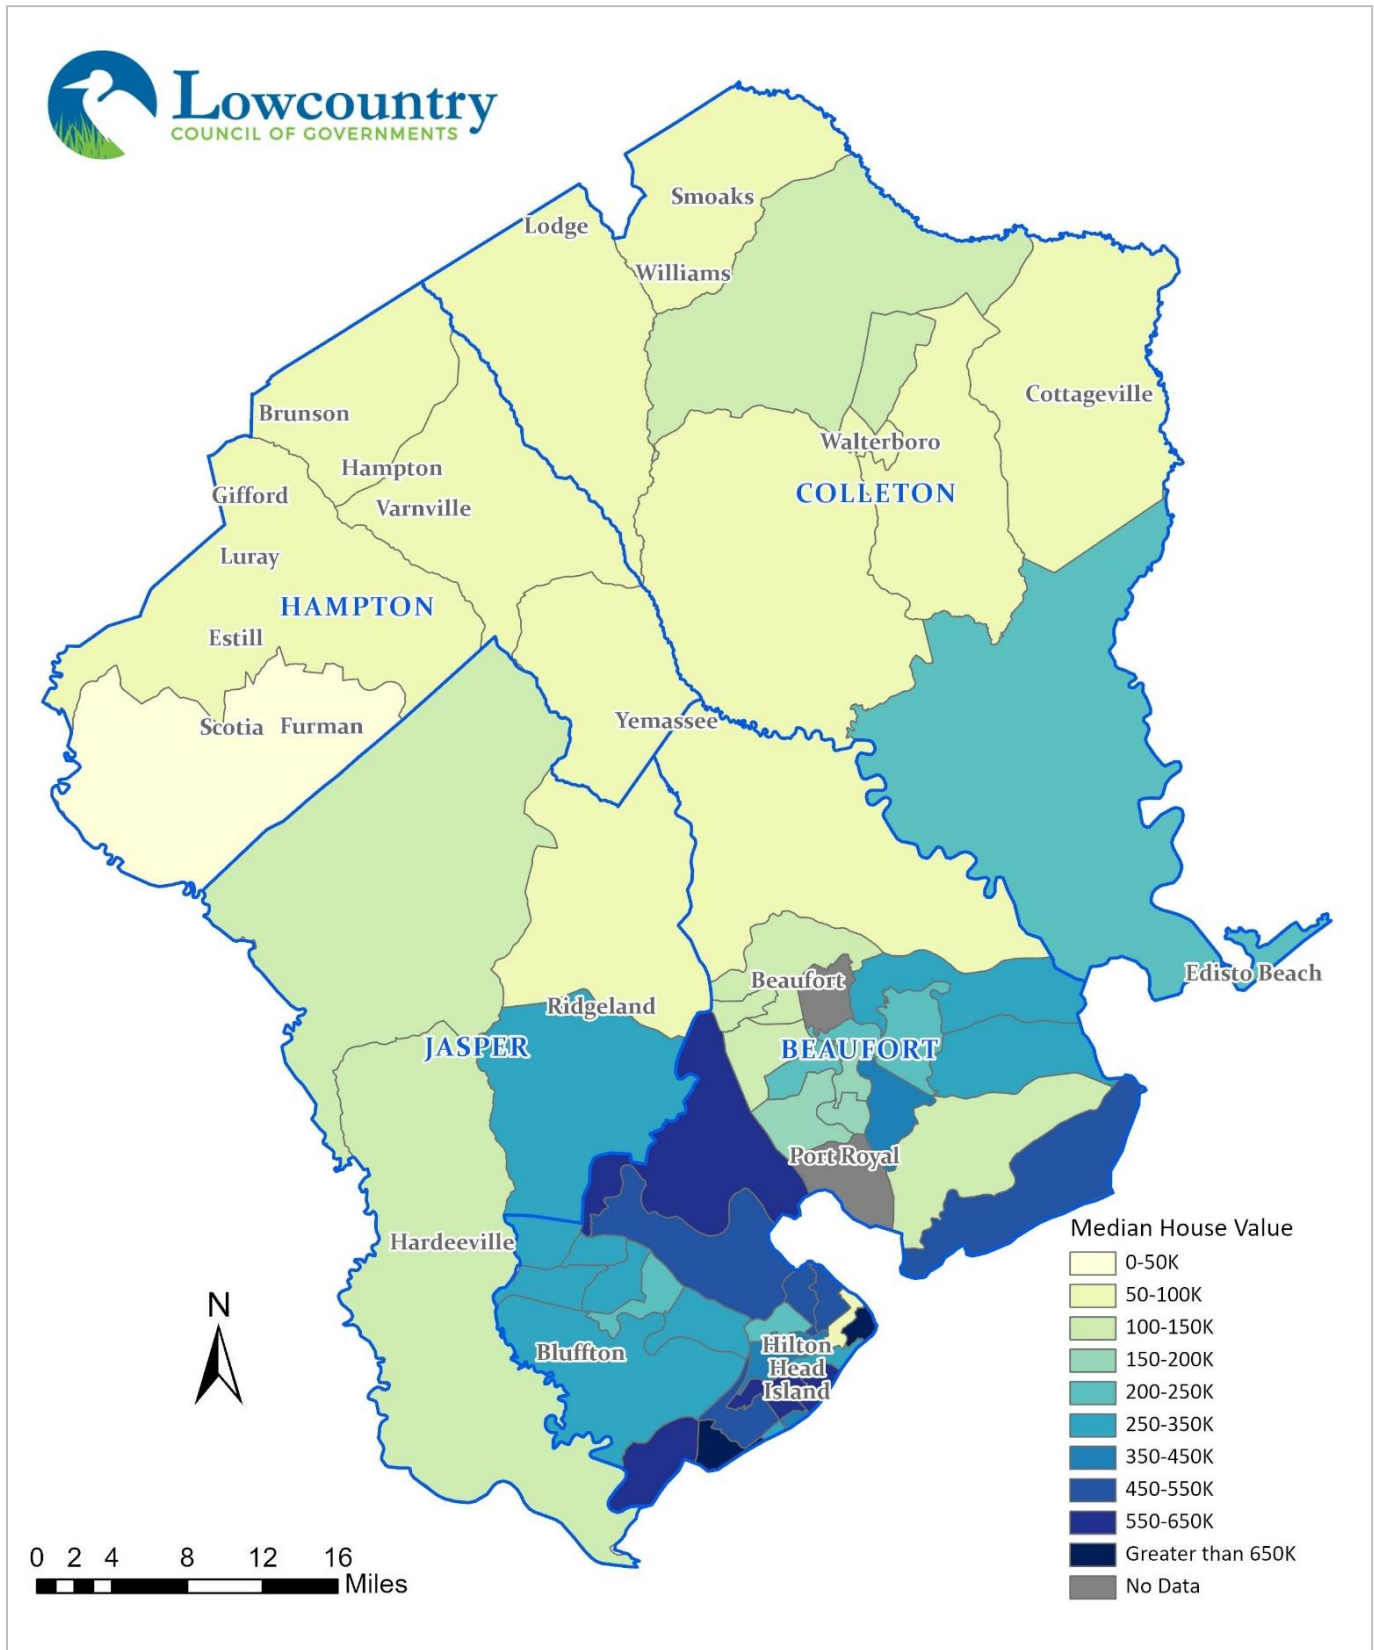 Lowcountry
COUNCIL OF GOVERNMENTS
Smoaks
Lodge
Williams
Cottageville
Brunson
Walterboro
Hampton
COLLETON
Gifford
Varnville
Luray
HAMPTON
Estill
Scotia
Furman
Yemassee
Beaufort
Edisto Beach
Ridgeland
JASPER
BEAUFORT
Port Royal
Hardeeville
Bluffton
Hilton
Head
Island
Median House Value
0-50K
50-100K
100-150K
150-200K
200-250K
250-350K
350-450K
450-550K
550-650K
Greater than 650K
No Data
N
0 2 4 8 12 16
Miles